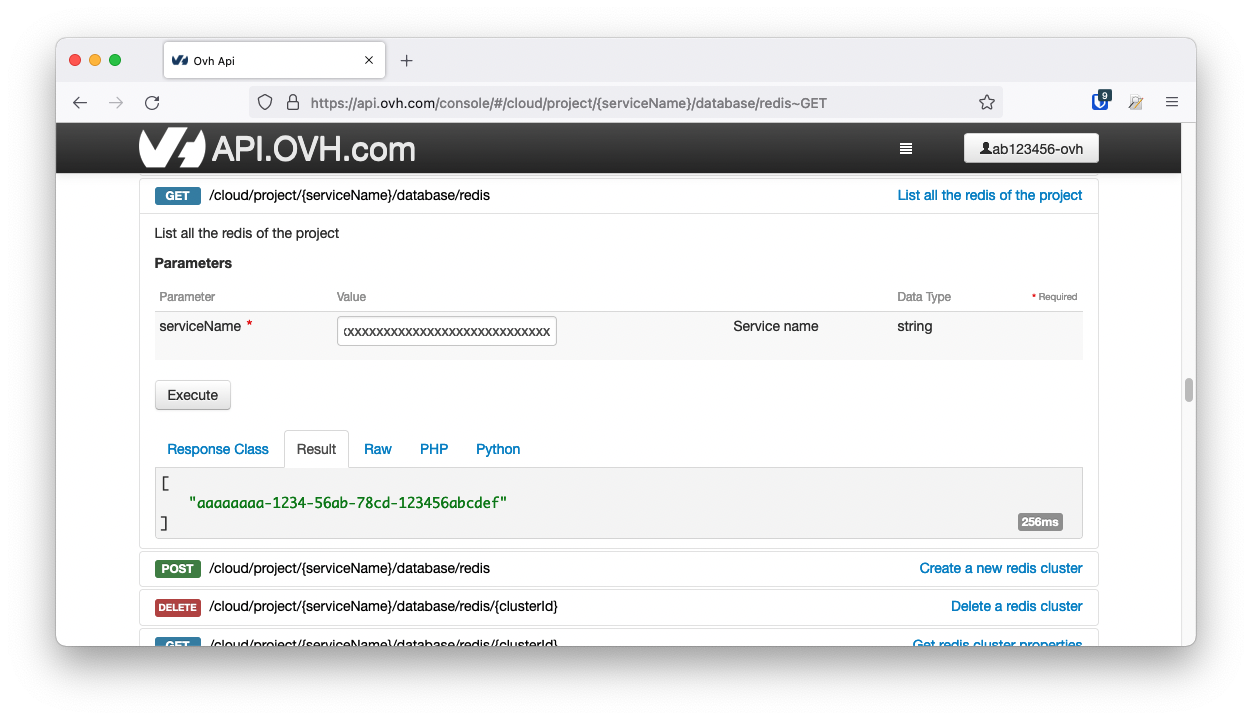 Ovh Api
https://api.ovh.com/console/#/cloud/project/{serviceName}/database/redis~GET
9
API.OVH.com
ab123456-ovh
GET /cloud/project/{serviceName}/database/redis List all the redis of the project
List all the redis of the project
Parameters
Parameter Value Data Type * Required
serviceName * xxxxxxxxxxxxxxxxxxxxxxxxxxxxx Service name string
Execute
Response Class Result Raw PHP Python
[
"aaaaaaaa-1234-56ab-78cd-123456abcdef"
]
256ms
POST /cloud/project/{serviceName}/database/redis Create a new redis cluster
DELETE /cloud/project/{serviceName}/database/redis/{clusterId} Delete a redis cluster
GET /cloud/project/{serviceName}/database/redis/{clusterId} Get redis cluster properties